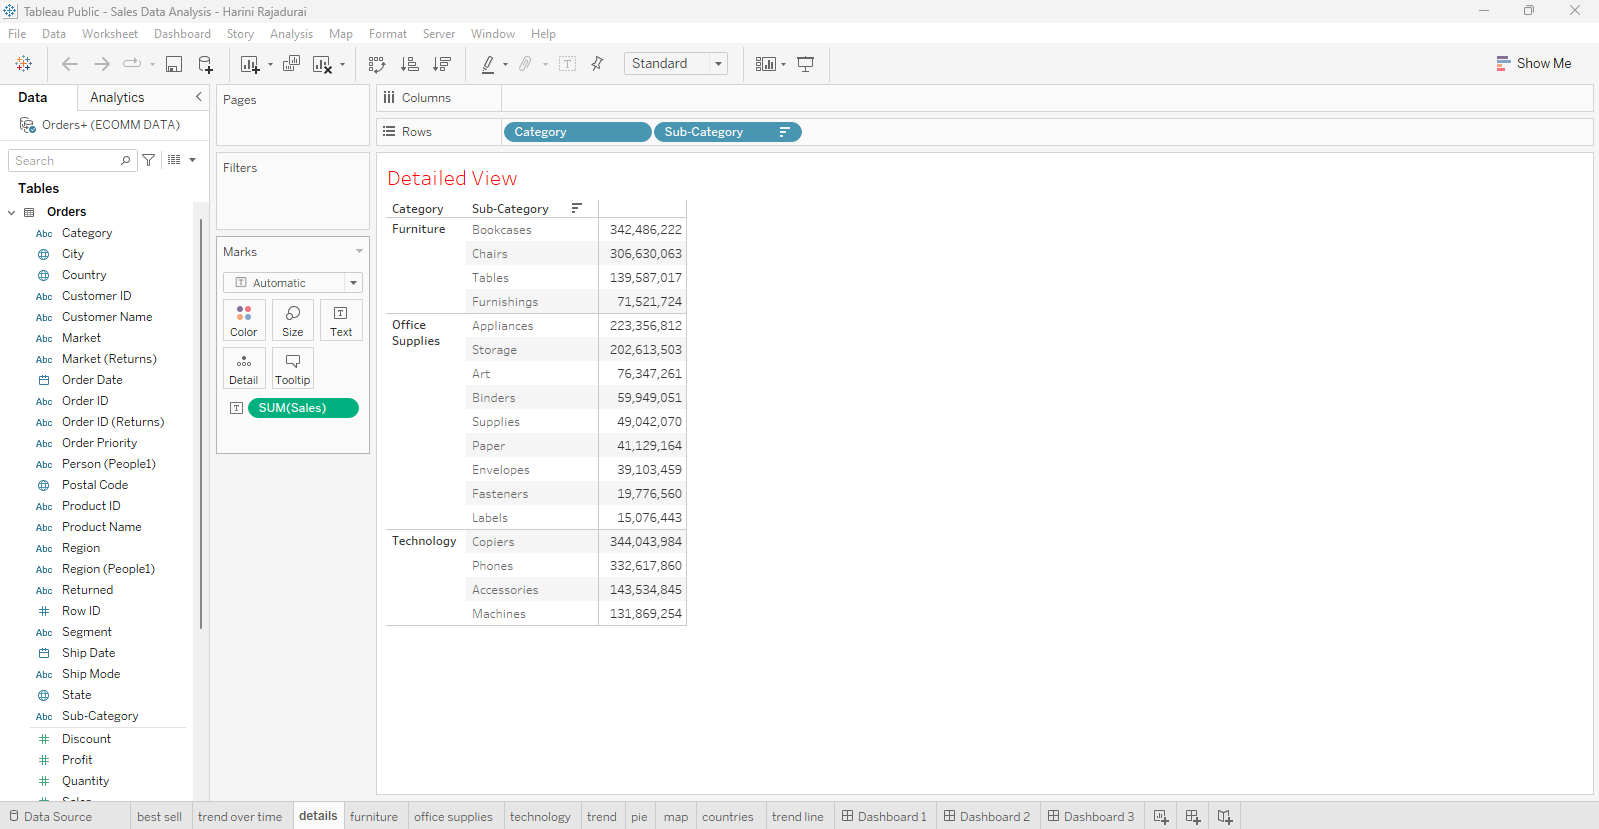 Tableau Public - Sales Data Analysis - Harini Rajadurai
File Data Worksheet Dashboard Story Analysis Map Format Server Window Help
Standard
Show Me
Data Analytics
Orders+ (ECOMM DATA)
Search
Tables
Orders
Abc Category
City
Country
Abc Customer ID
Abc Customer Name
Abc Market
Abc Market (Returns)
Order Date
Abc Order ID
Abc Order ID (Returns)
Abc Order Priority
Abc Person (People1)
Postal Code
Abc Product ID
Abc Product Name
Abc Region
Abc Region (People1)
Abc Returned
Row ID
Abc Segment
Ship Date
Abc Ship Mode
State
Abc Sub-Category
Discount
Profit
Quantity
Pages
Filters
Marks
T Automatic
Color Size Text
Detail Tooltip
T SUM(Sales)
Columns
Rows Category Sub-Category
Detailed View
Category Sub-Category
Furniture Bookcases 342,486,222
Chairs 306,630,063
Tables 139,587,017
Furnishings 71,521,724
Office Supplies Appliances 223,356,812
Storage 202,613,503
Art 76,347,261
Binders 59,949,051
Supplies 49,042,070
Paper 41,129,164
Envelopes 39,103,459
Fasteners 19,776,560
Labels 15,076,443
Technology Copiers 344,043,984
Phones 332,617,860
Accessories 143,534,845
Machines 131,869,254
Data Source best sell trend over time details furniture office supplies technology trend pie map countries trend line Dashboard 1 Dashboard 2 Dashboard 3